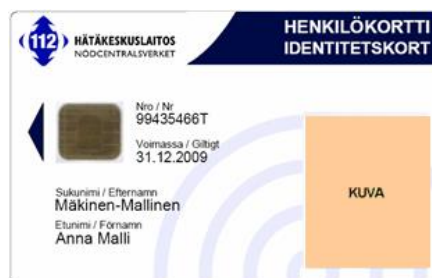 112 HÄTÄKESKUSLAITOS
NÖDCENTRALSVERKET
HENKILÖKORTTI
IDENTITETSKORT
Nro / Nr
99435466T
Voimassa / Giltigt
31.12.2009
Sukunimi / Efternamn
Mäkinen-Mallinen
Etunimi / Förnamn
Anna Malli
KUVA